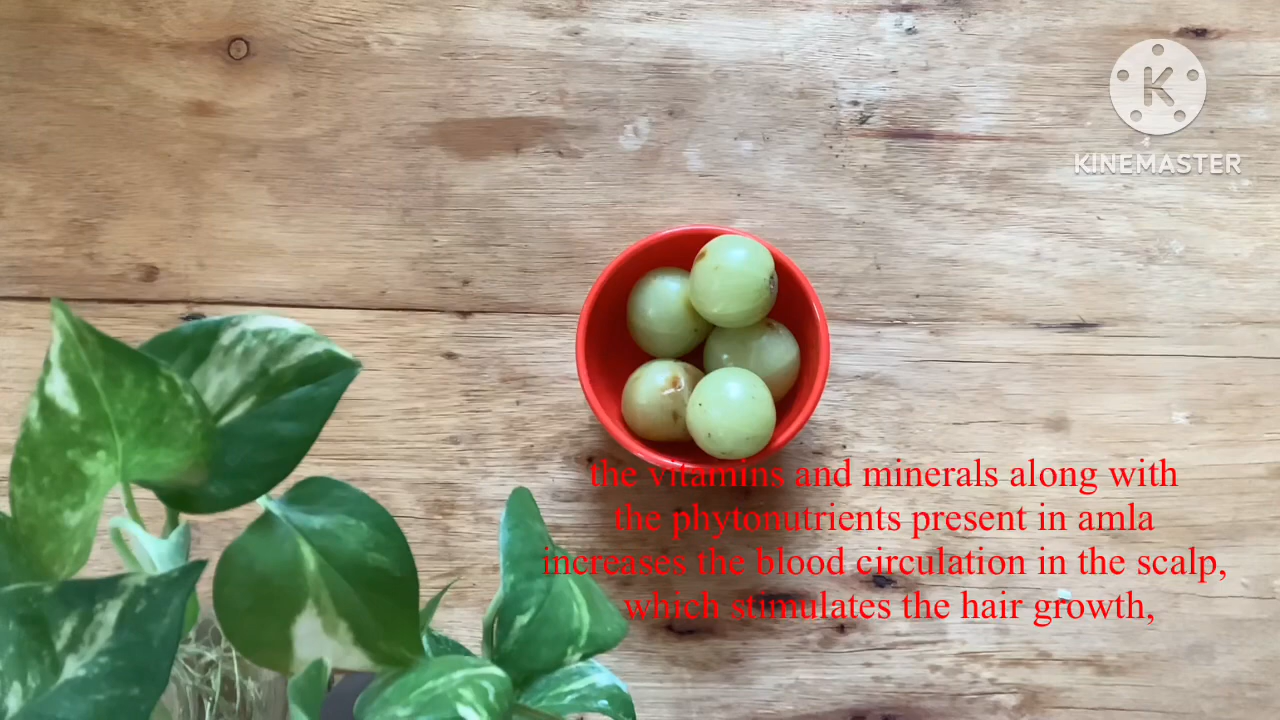 K
KINEMASTER
the vitamins and minerals along with
the phytonutrients present in amla
increases the blood circulation in the scalp,
which stimulates the hair growth,